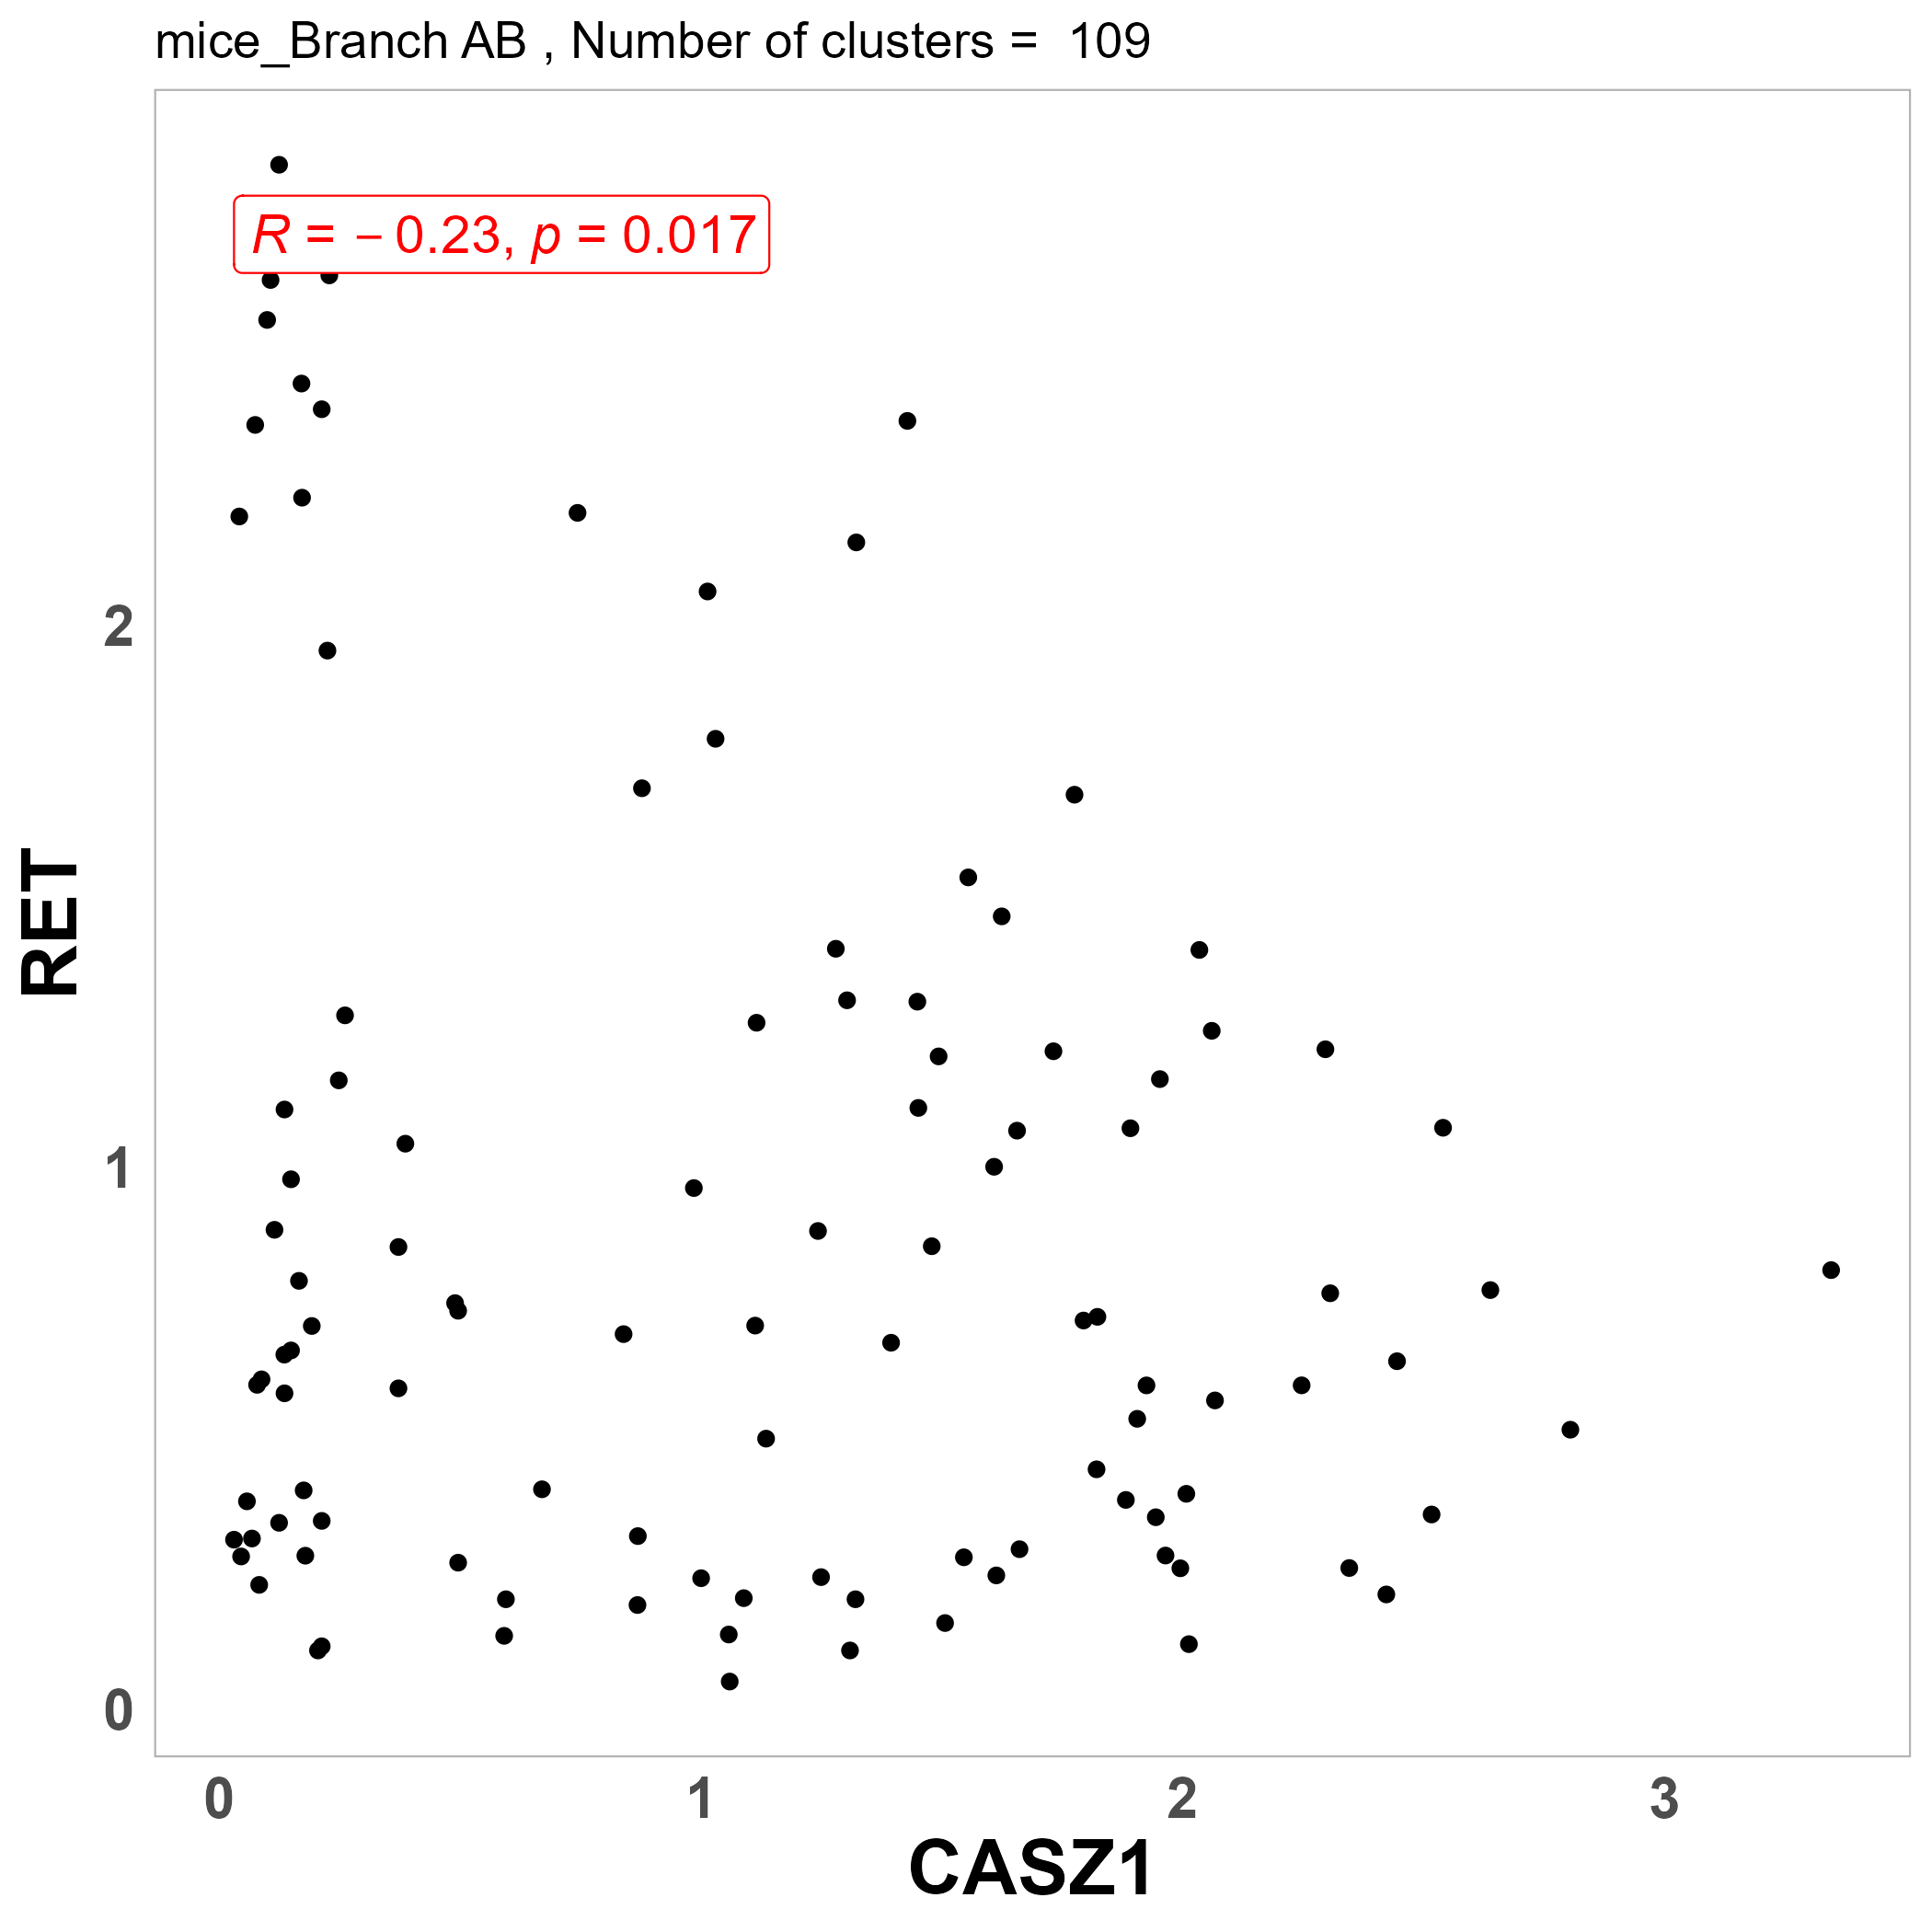 mice_Branch AB , Number of clusters =  109
R = − 0.23, p = 0.017
2
1
0
RET
0 1 2 3
CASZ1